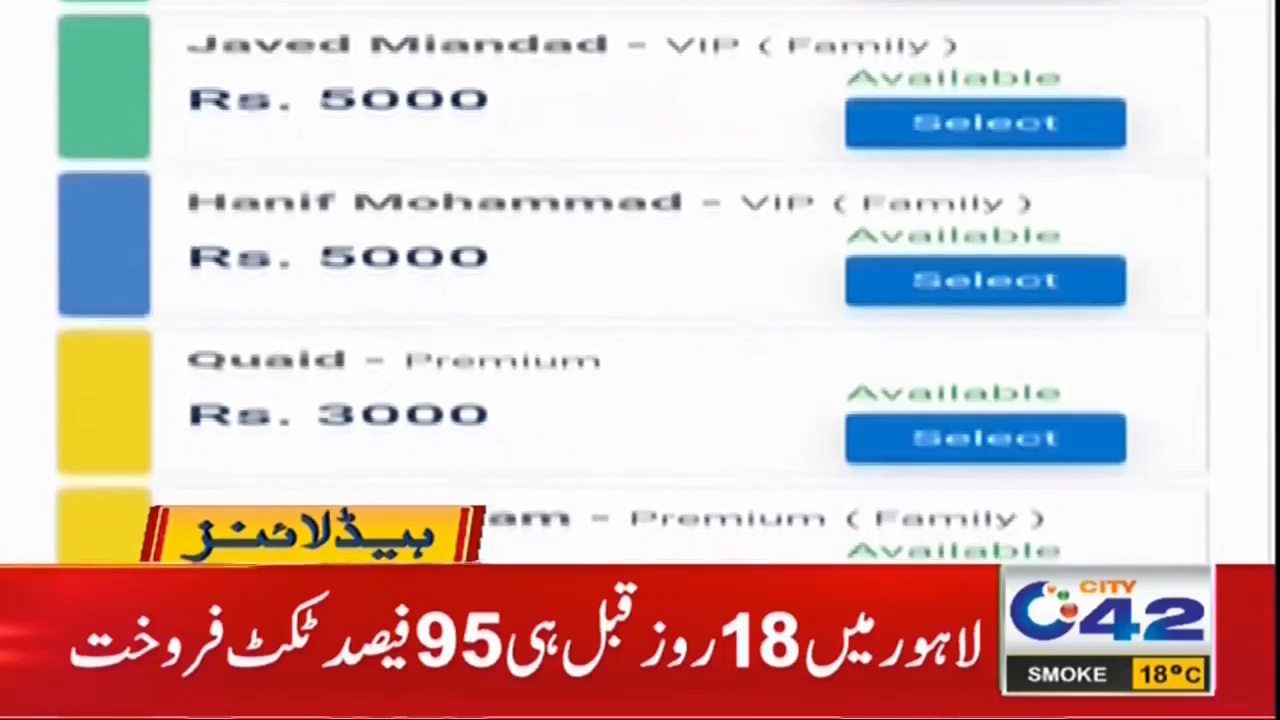 Javed Miandad - VIP ( Family )
Available
Rs. 5000
Select
Hanif Mohammad - VIP ( Family )
Available
Rs. 5000
Select
Quaid - Premium
Available
Rs. 3000
Select
am - Premium ( Family )
Available
ہیڈلائنز
لاہور میں 18 روز قبل ہی 95 فیصد ٹکٹ فروخت
CITY
42
SMOKE 18°C